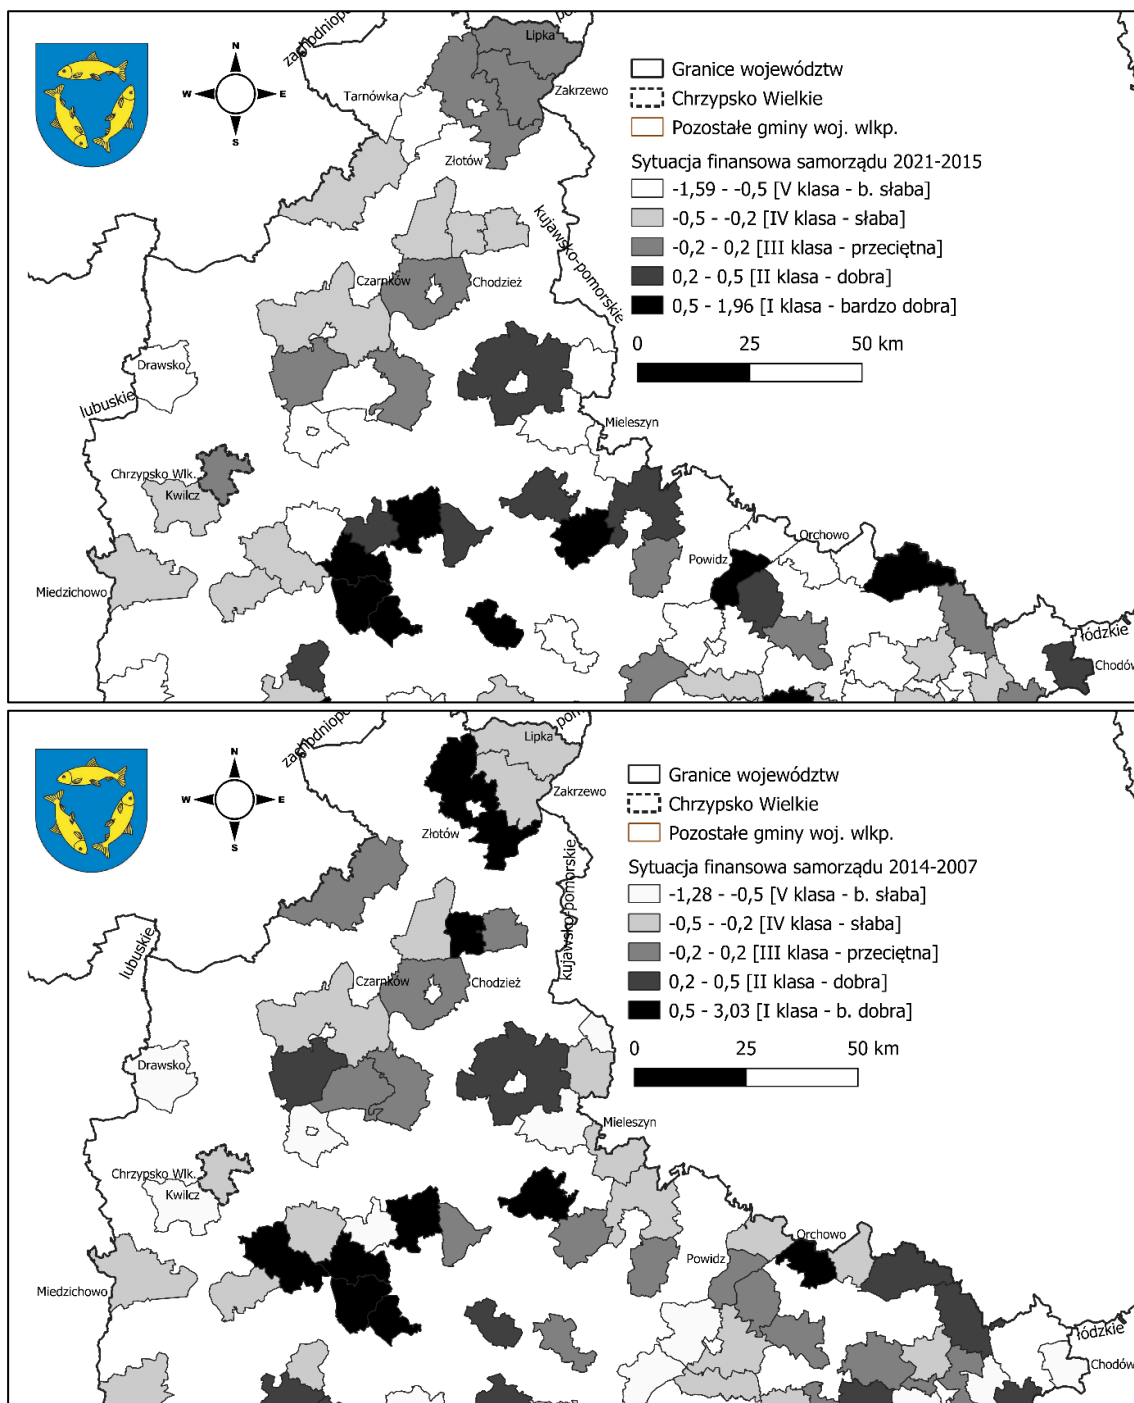 zachodniopo
po
Lipka
N
W
E
S
Tarnówka
Zakrzewo
Złotów
Granice województw
Chrzypsko Wielkie
Pozostałe gminy woj. wlkp.
Sytuacja finansowa samorządu 2021-2015
-1,59 - -0,5 [V klasa - b. słaba]
-0,5 - -0,2 [IV klasa - słaba]
-0,2 - 0,2 [III klasa - przeciętna]
0,2 - 0,5 [II klasa - dobra]
0,5 - 1,96 [I klasa - bardzo dobra]
0 25 50 km
kujawsko-pomorskie
Czarnków
Chodzież
Drawsko
lubuskie
Mieleszyn
Chrzypsko Wlk.
Kwilcz
Orchowo
Powidz
Miedzichowo
łódzkie
Chodów
zachodniopo
pom
Lipka
N
W
E
S
Zakrzewo
Złotów
Granice województw
Chrzypsko Wielkie
Pozostałe gminy woj. wlkp.
Sytuacja finansowa samorządu 2014-2007
-1,28 - -0,5 [V klasa - b. słaba]
-0,5 - -0,2 [IV klasa - słaba]
-0,2 - 0,2 [III klasa - przeciętna]
0,2 - 0,5 [II klasa - dobra]
0,5 - 3,03 [I klasa - b. dobra]
0 25 50 km
lubuskie
kujawsko-pomorskie
Czarnków
Chodzież
Drawsko
Mieleszyn
Chrzypsko Wlk.
Kwilcz
Orchowo
Powidz
Miedzichowo
łódzkie
Chodów